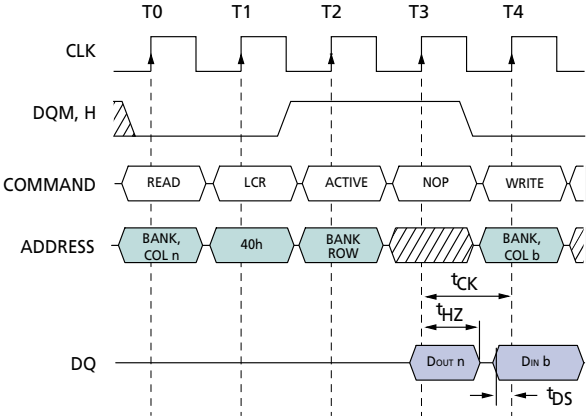 T0 T1 T2 T3 T4
CLK
DQM, H
COMMAND READ LCR ACTIVE NOP WRITE
ADDRESS BANK, COL n 40h BANK ROW BANK, COL b
tCK
tHZ
DQ DOUT n DIN b
tDS